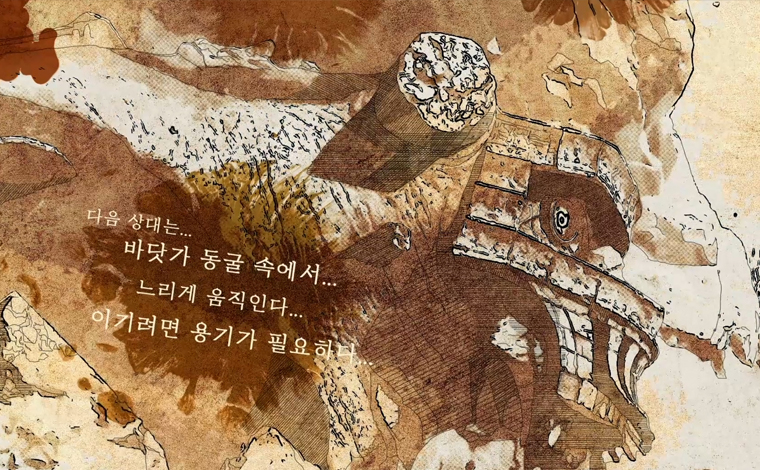 다음 상대는...
바닷가 동굴 속에서...
느리게 움직인다...
이기려면 용기가 필요하다....